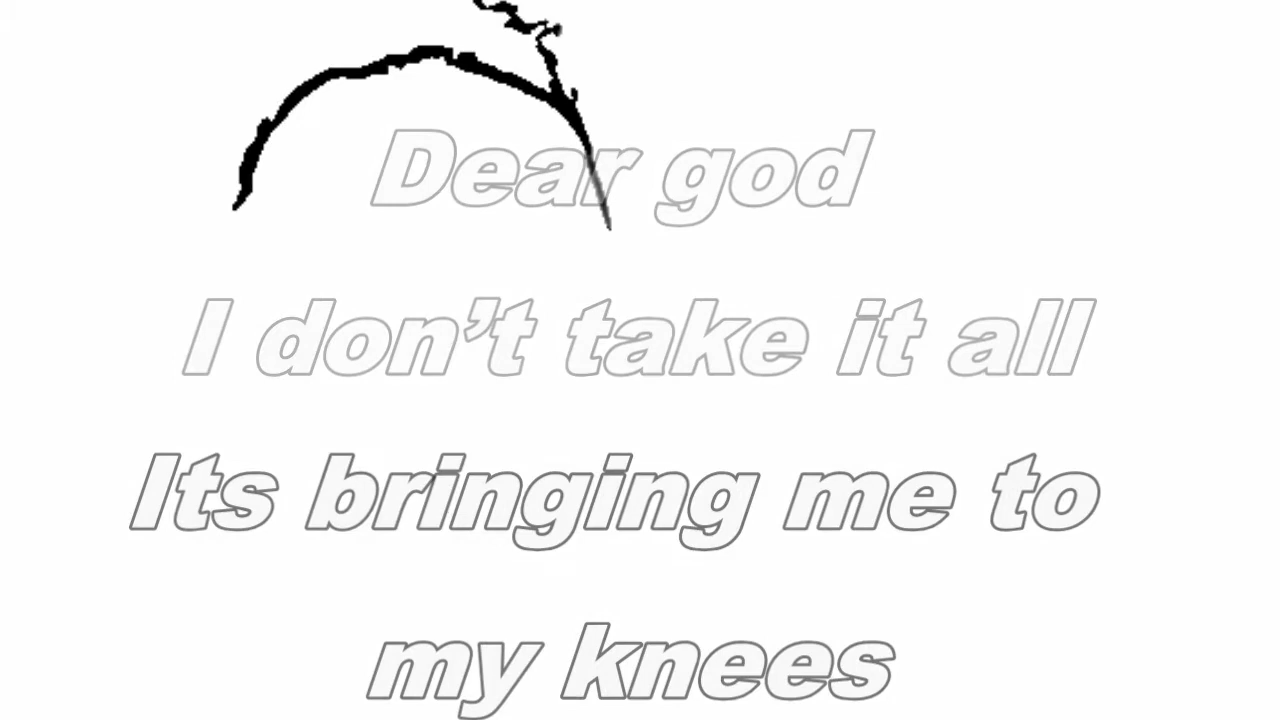 Dear god
I don’t take it all
Its bringing me to
my knees